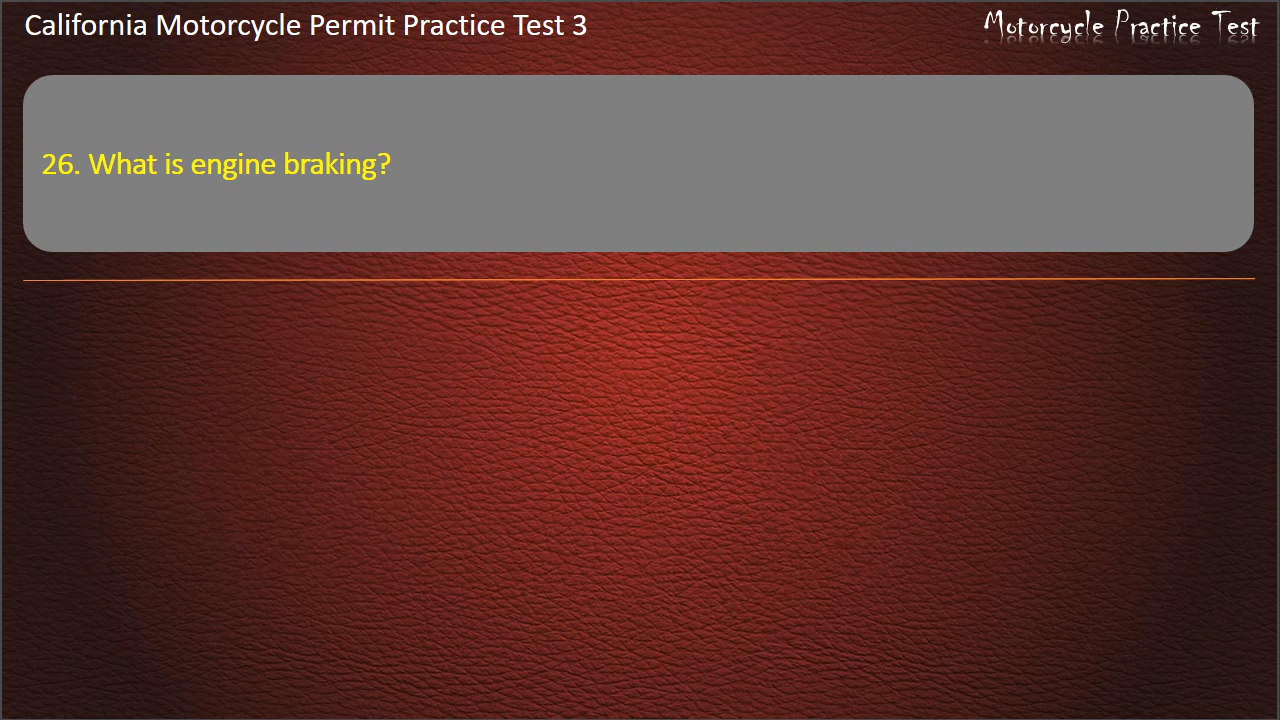 California Motorcycle Permit Practice Test 3
Motorcycle Practice Test
26. What is engine braking?